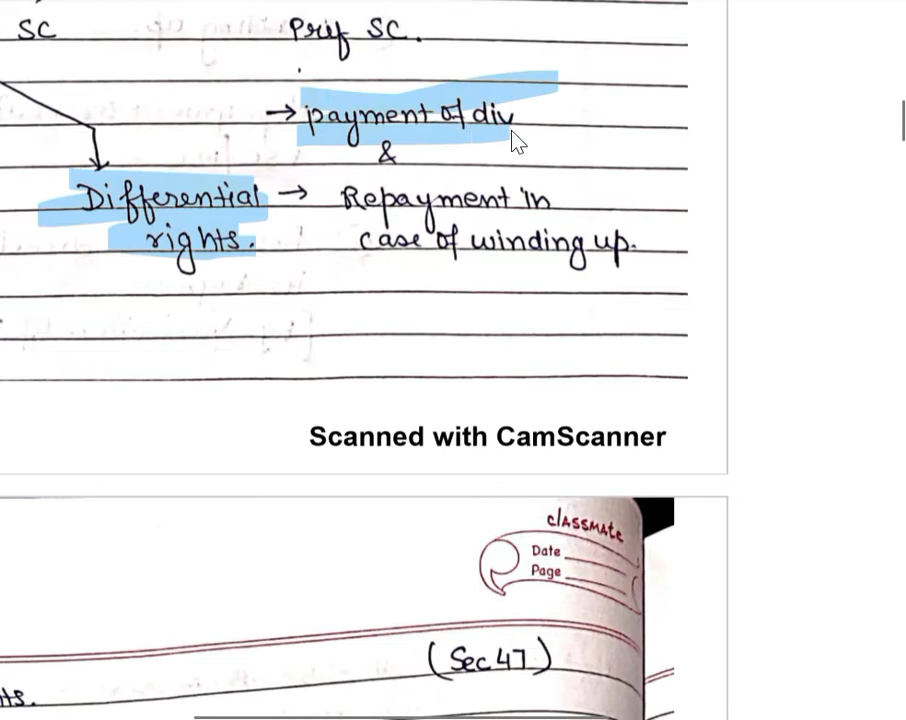 SC Pref SC.
→ payment of div
&
Differential → Repayment in
rights. case of winding up.
Scanned with CamScanner
classmate
Date
Page
(Sec 47)